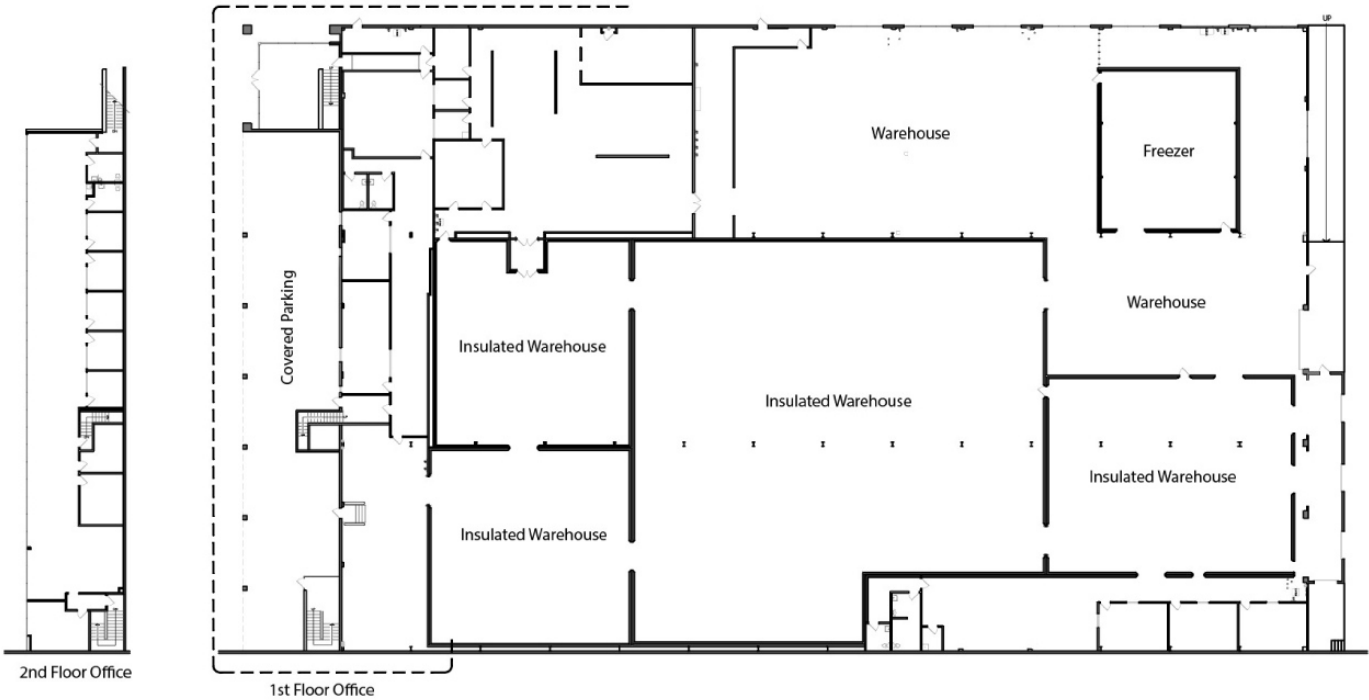 UP
Warehouse
Freezer
Covered Parking
Warehouse
Insulated Warehouse
Insulated Warehouse
Insulated Warehouse
Insulated Warehouse
2nd Floor Office
1st Floor Office